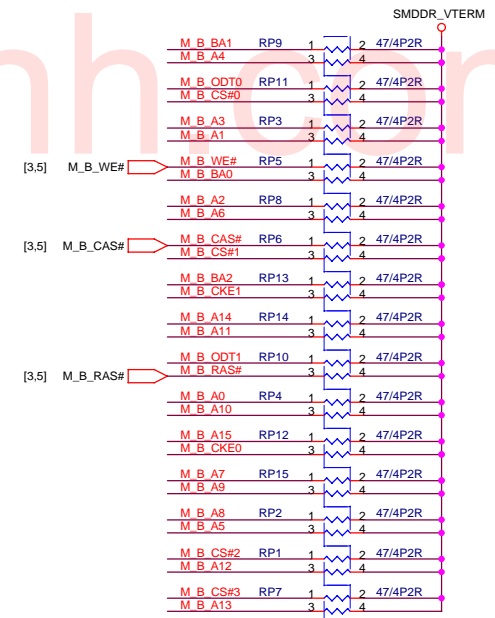 SMDDR_VTERM
M_B_BA1 RP9 1 2 47/4P2R
M_B_A4 3 4
M_B_ODT0 RP11 1 2 47/4P2R
M_B_CS#0 3 4
M_B_A3 RP3 1 2 47/4P2R
M_B_A1 3 4
[3,5] M_B_WE# M_B_WE# RP5 1 2 47/4P2R
M_B_BA0 3 4
M_B_A2 RP8 1 2 47/4P2R
M_B_A6 3 4
[3,5] M_B_CAS# M_B_CAS# RP6 1 2 47/4P2R
M_B_CS#1 3 4
M_B_BA2 RP13 1 2 47/4P2R
M_B_CKE1 3 4
M_B_A14 RP14 1 2 47/4P2R
M_B_A11 3 4
M_B_ODT1 RP10 1 2 47/4P2R
[3,5] M_B_RAS# M_B_RAS# 3 4
M_B_A0 RP4 1 2 47/4P2R
M_B_A10 3 4
M_B_A15 RP12 1 2 47/4P2R
M_B_CKE0 3 4
M_B_A7 RP15 1 2 47/4P2R
M_B_A9 3 4
M_B_A8 RP2 1 2 47/4P2R
M_B_A5 3 4
M_B_CS#2 RP1 1 2 47/4P2R
M_B_A12 3 4
M_B_CS#3 RP7 1 2 47/4P2R
M_B_A13 3 4